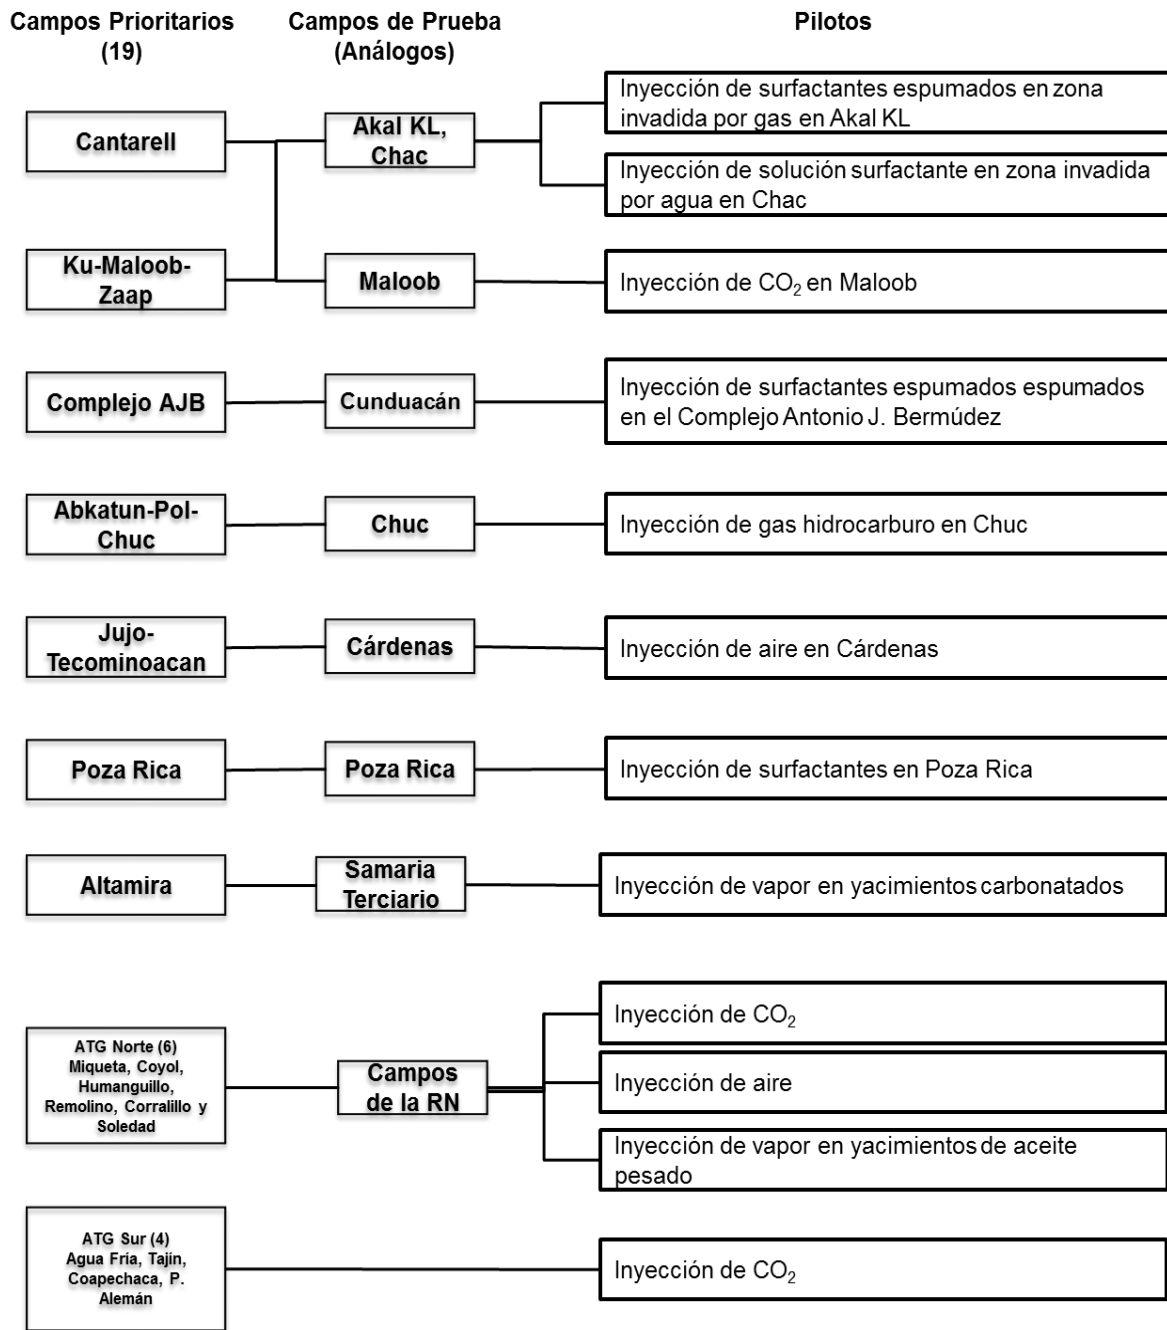 Campos Prioritarios
(19)
Campos de Prueba
(Análogos)
Pilotos
Cantarell
Akal KL,
Chac
Inyección de surfactantes espumados en zona
invadida por gas en Akal KL
Inyección de solución surfactante en zona invadida
por agua en Chac
Ku-Maloob-
Zaap
Maloob
Inyección de CO₂ en Maloob
Complejo AJB
Cunduacán
Inyección de surfactantes espumados espumados
en el Complejo Antonio J. Bermúdez
Abkatun-Pol-
Chuc
Chuc
Inyección de gas hidrocarburo en Chuc
Jujo-
Tecominoacan
Cárdenas
Inyección de aire en Cárdenas
Poza Rica
Poza Rica
Inyección de surfactantes en Poza Rica
Altamira
Samaria
Terciario
Inyección de vapor en yacimientos carbonatados
ATG Norte (6)
Miqueta, Coyol,
Humanguillo,
Remolino, Corralillo y
Soledad
Campos
de la RN
Inyección de CO₂
Inyección de aire
Inyección de vapor en yacimientos de aceite
pesado
ATG Sur (4)
Agua Fría, Tajín,
Coapechaca, P.
Alemán
Inyección de CO₂